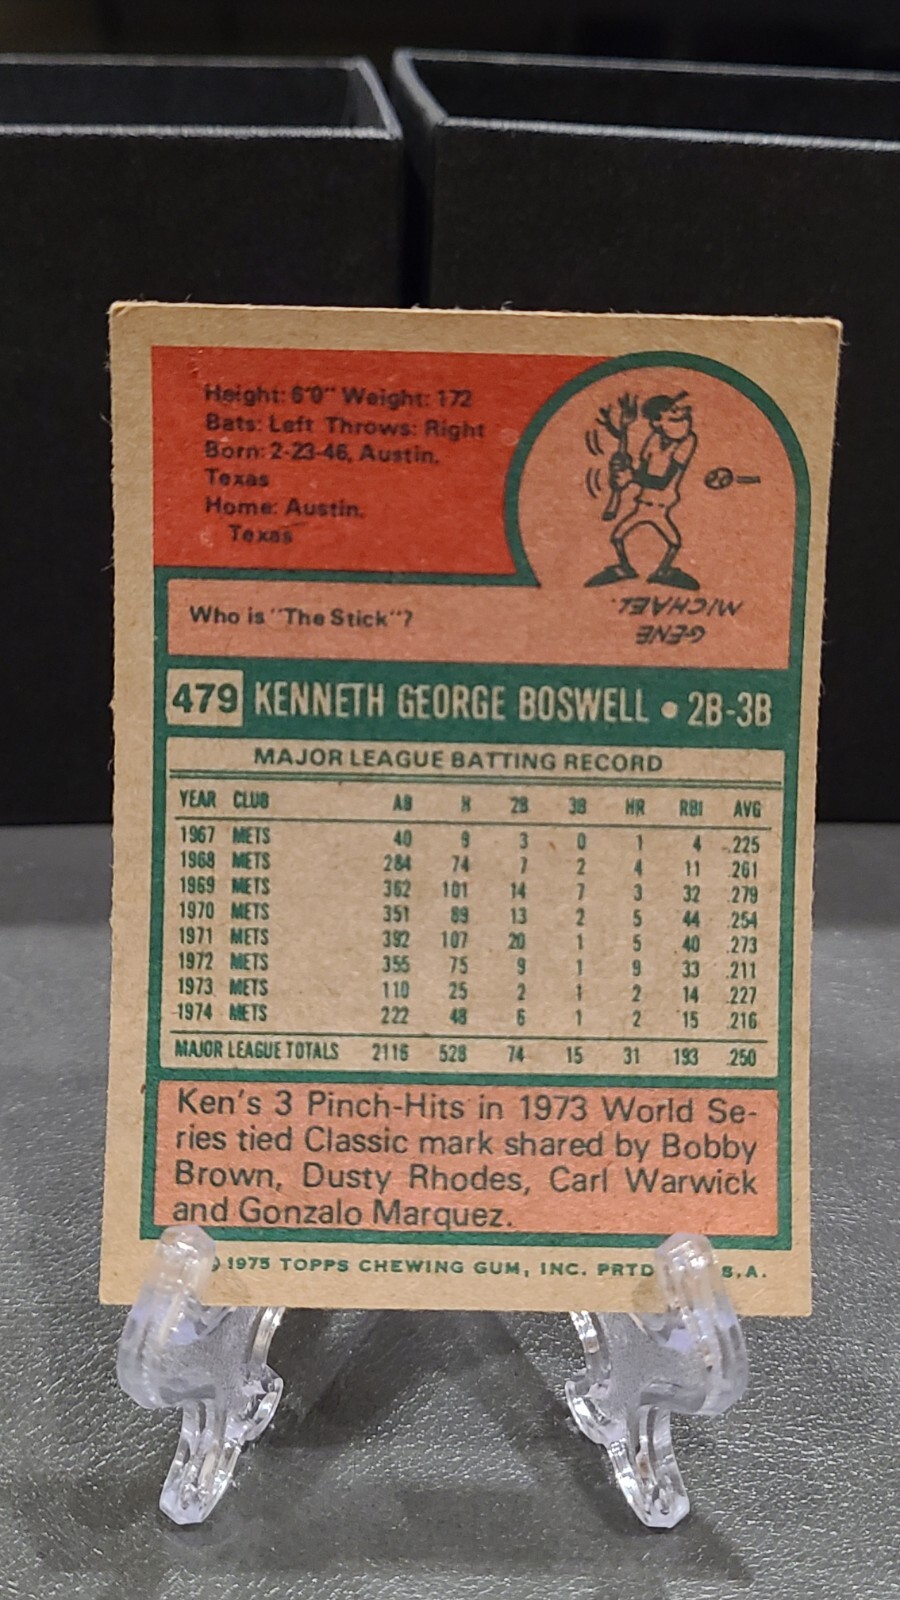 Height: 6'0" Weight: 172
Bats: Left Throws: Right
Born: 2-23-46, Austin,
Texas
Home: Austin,
Texas
Who is "The Stick"?
GENE
MICHAEL.
479 KENNETH GEORGE BOSWELL • 2B-3B
MAJOR LEAGUE BATTING RECORD
YEAR CLUB AB H 2B 3B HR RBI AVG
1967 METS 40 9 3 0 1 4 .225
1968 METS 284 74 7 2 4 11 .261
1969 METS 362 101 14 7 3 32 .279
1970 METS 351 89 13 2 5 44 .254
1971 METS 392 107 20 1 5 40 .273
1972 METS 355 75 9 1 9 33 .211
1973 METS 110 25 2 1 2 14 .227
1974 METS 222 48 6 1 2 15 .216
MAJOR LEAGUE TOTALS 2116 528 74 15 31 193 .250
Ken's 3 Pinch-Hits in 1973 World Se-
ries tied Classic mark shared by Bobby
Brown, Dusty Rhodes, Carl Warwick
and Gonzalo Marquez.
1975 TOPPS CHEWING GUM, INC. PRTD S.A.